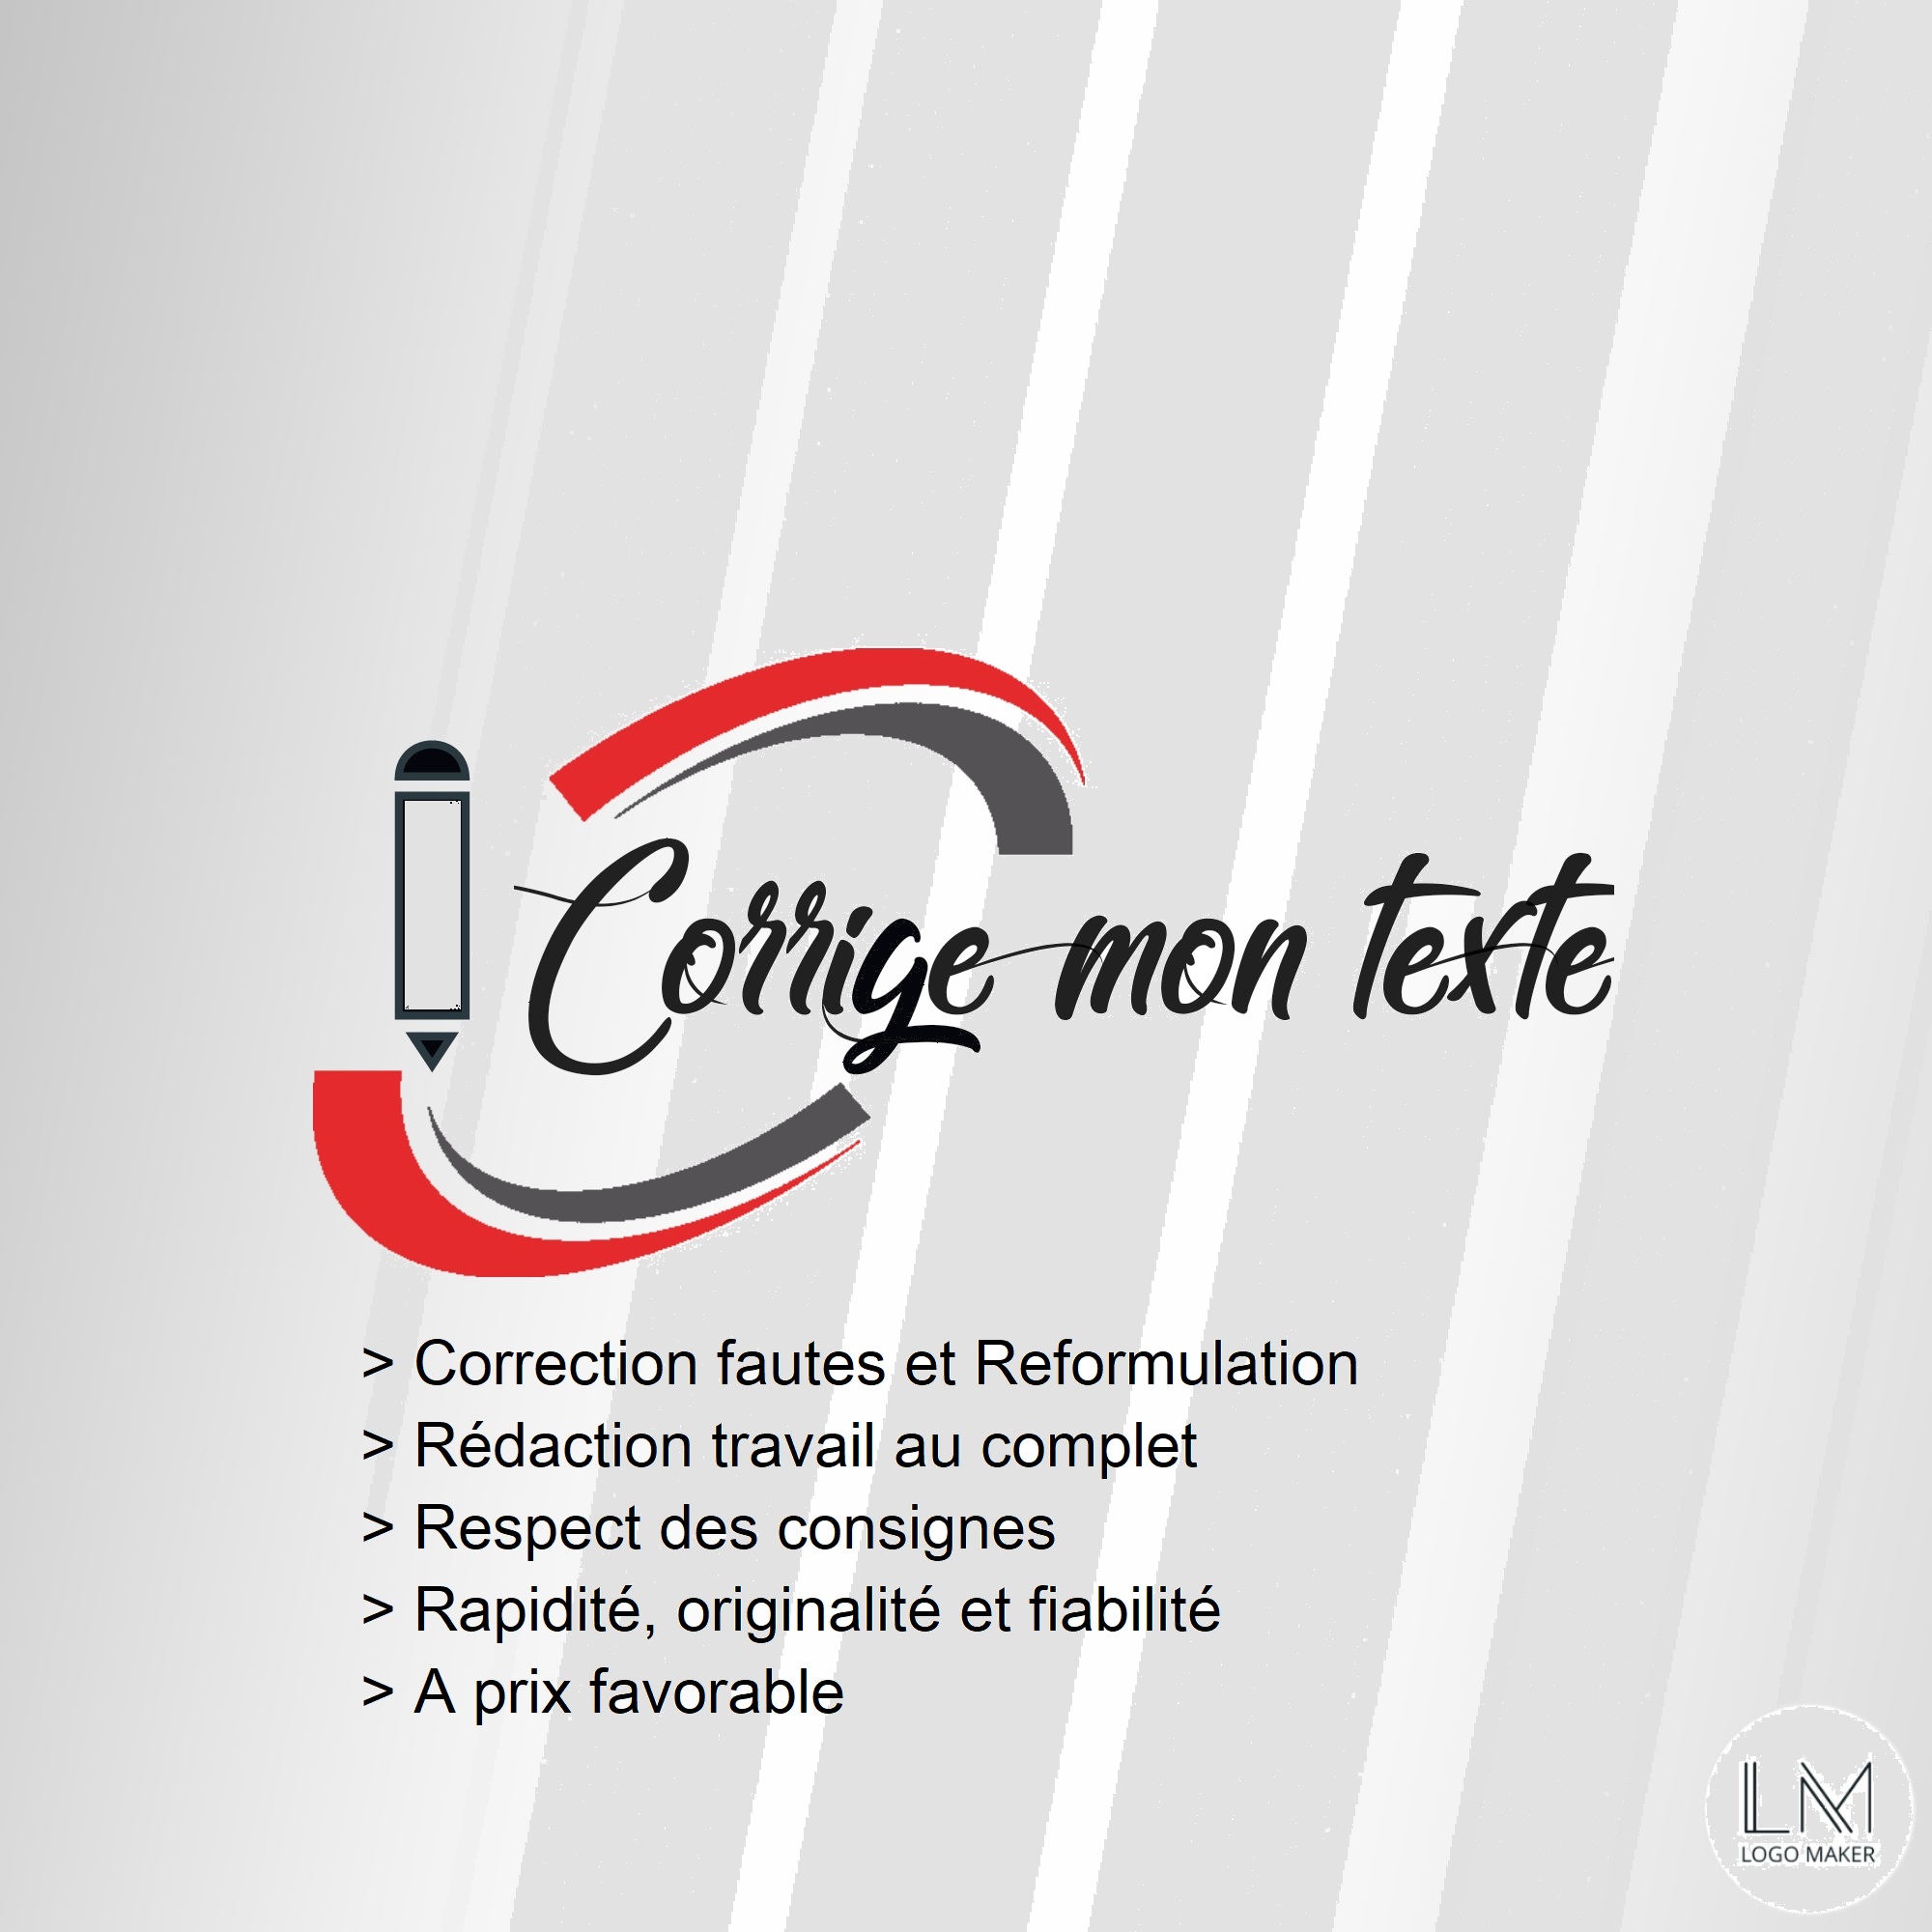 Corrige mon texte
> Correction fautes et Reformulation
> Rédaction travail au complet
> Respect des consignes
> Rapidité, originalité et fiabilité
> A prix favorable
LM
LOGO MAKER